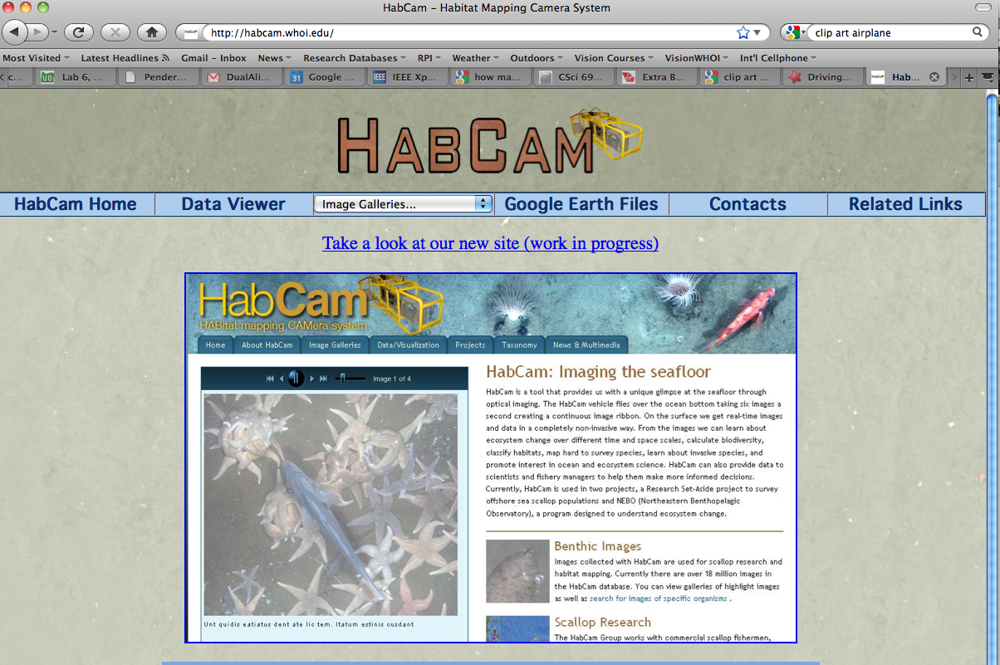 HabCam – Habitat Mapping Camera System
http://habcam.whoi.edu/
clip art airplane
Most Visited Latest Headlines Gmail – Inbox News Research Databases RPI Weather Outdoors Vision Courses VisionWHOI Int'l Cellphone
c... Lab 6, ... Pender... DualAli... Google ... IEEE Xp... how ma... CSci 69... Extra B... clip art ... Driving... Hab...
HABCAM
HabCam Home Data Viewer Image Galleries... Google Earth Files Contacts Related Links
Take a look at our new site (work in progress)
HabCam
HABitat mapping CAMera system
Home About HabCam Image Galleries Data/Visualization Projects Taxonomy News & Multimedia
Image 1 of 4
Unt quidis eatiatus dent ate lic tem. Itatum estinis cusdant
HabCam: Imaging the seafloor
HabCam is a tool that provides us with a unique glimpse at the seafloor through
optical imaging. The HabCam vehicle flies over the ocean bottom taking six images a
second creating a continuous image ribbon. On the surface we get real-time images
and data in a completely non-invasive way. From the images we can learn about
ecosystem change over different time and space scales, calculate biodiversity,
classify habitats, map hard to survey species, learn about invasive species, and
promote interest in ocean and ecosystem science. HabCam can also provide data to
scientists and fishery managers to help them make more informed decisions.
Currently, HabCam is used in two projects, a Research Set-Aside project to survey
offshore sea scallop populations and NEBO (Northeastern Benthopelagic
Observatory), a program designed to understand ecosystem change.
Benthic Images
Images collected with HabCam are used for scallop research and
habitat mapping. Currently there are over 18 million images in
the HabCam database. You can view galleries of highlight images
as well as search for images of specific organisms .
Scallop Research
The HabCam Group works with commercial scallop fishermen,